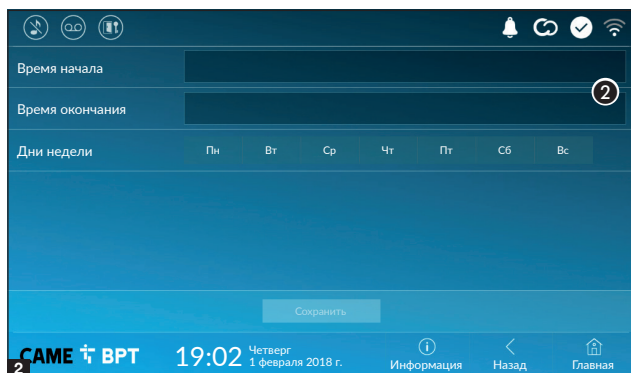 Время начала
2
Время окончания
Дни недели
Пн Вт Ср Чт Пт Сб Вс
Сохранить
CAME BPT
19:02
Четверг
1 февраля 2018 г.
Информация
Назад
Главная
2